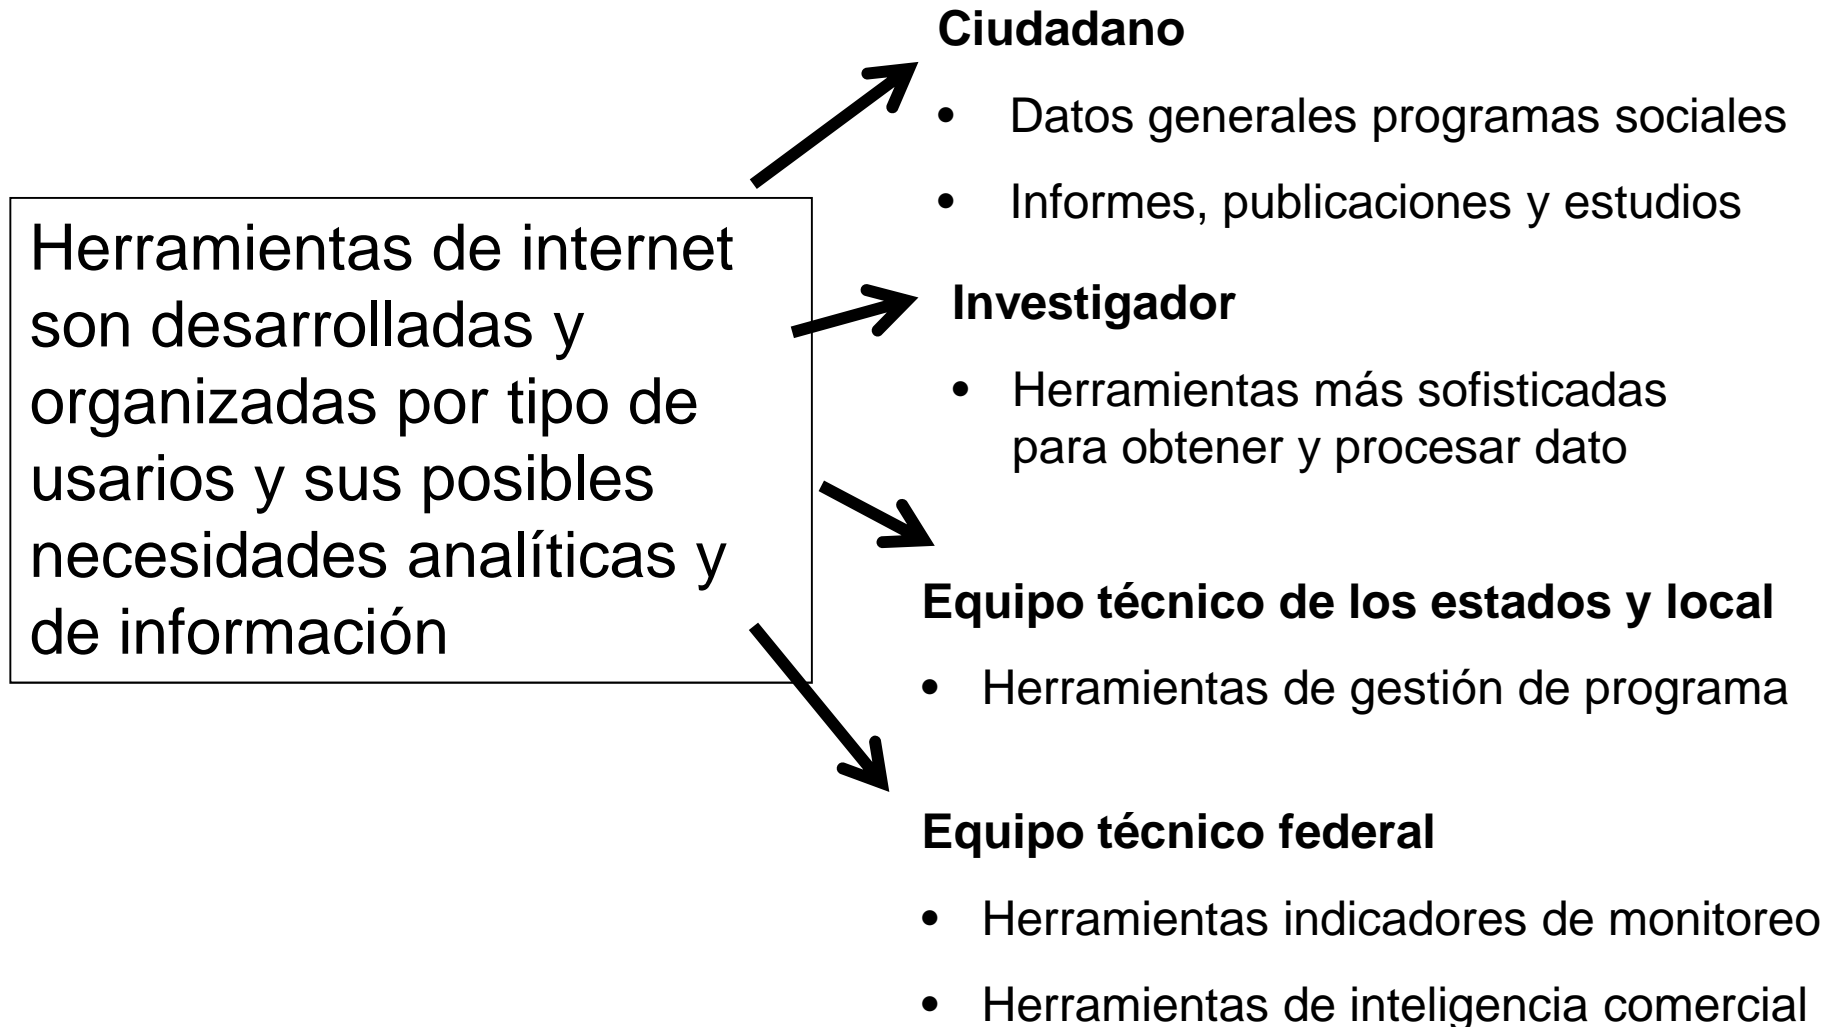 Herramientas de internet
son desarrolladas y
organizadas por tipo de
usarios y sus posibles
necesidades analíticas y
de información
Ciudadano
• Datos generales programas sociales
• Informes, publicaciones y estudios
Investigador
• Herramientas más sofisticadas
para obtener y procesar dato
Equipo técnico de los estados y local
• Herramientas de gestión de programa
Equipo técnico federal
• Herramientas indicadores de monitoreo
• Herramientas de inteligencia comercial